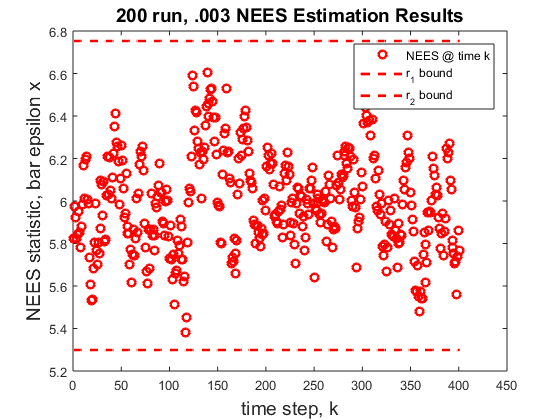 200 run, .003 NEES Estimation Results
NEES statistic, bar epsilon x
6.8
6.6
6.4
6.2
6
5.8
5.6
5.4
5.2
NEES @ time k
r1 bound
r2 bound
0 50 100 150 200 250 300 350 400 450
time step, k